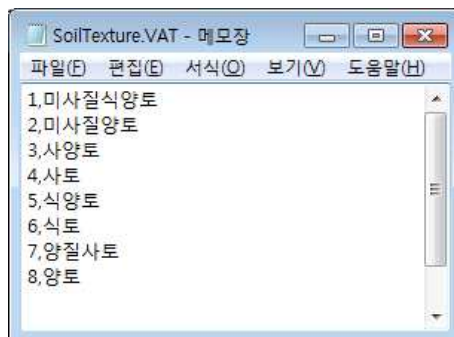 SoilTexture.VAT - 메모장
파일(F) 편집(E) 서식(O) 보기(V) 도움말(H)
1,미사질식양토
2,미사질양토
3,사양토
4,사토
5,식양토
6,식토
7,양질사토
8,양토